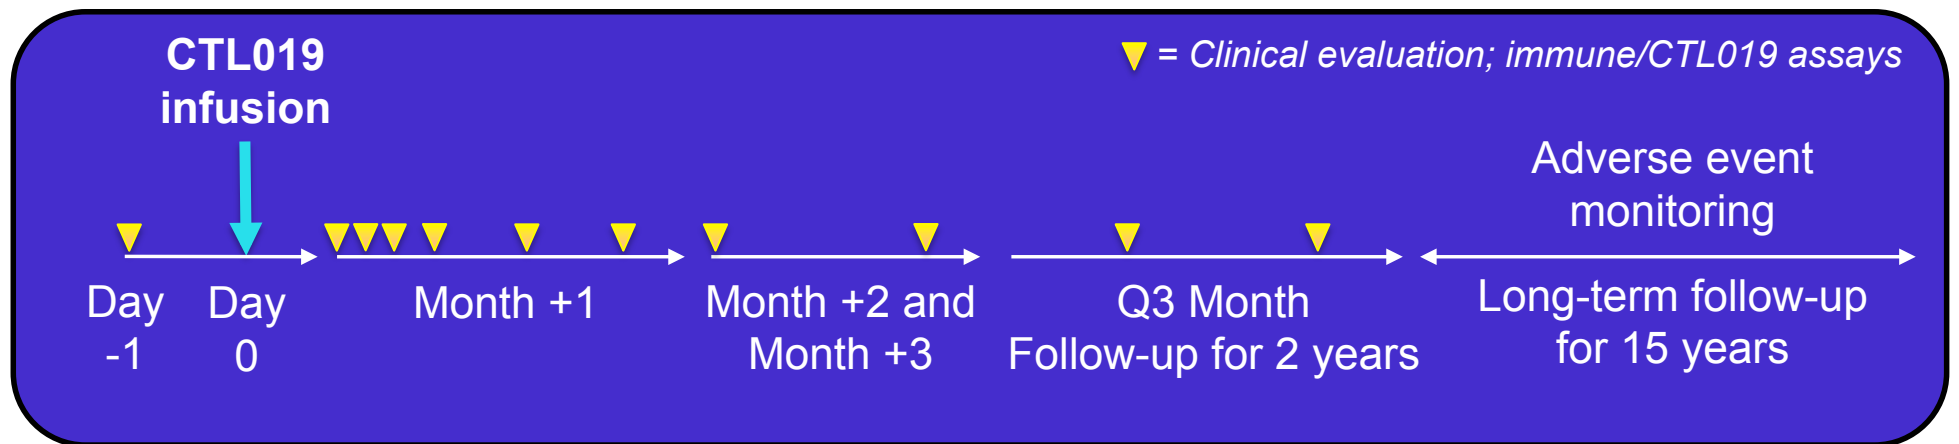 CTL019
infusion
= Clinical evaluation; immune/CTL019 assays
Adverse event
monitoring
Day
-1
Day
0
Month +1
Month +2 and
Month +3
Q3 Month
Follow-up for 2 years
Long-term follow-up
for 15 years